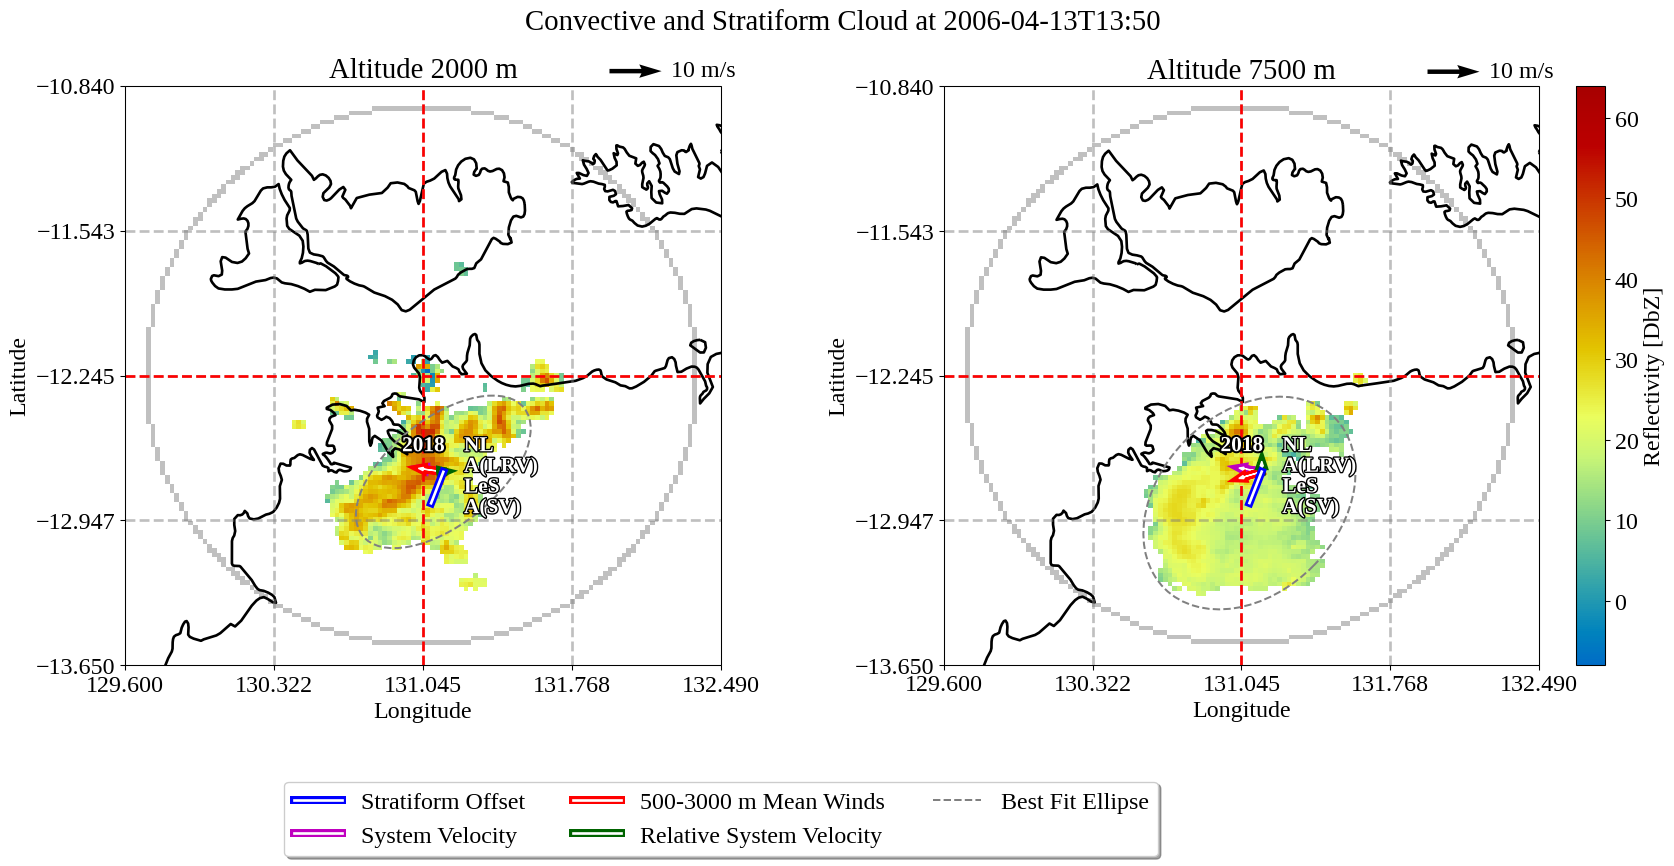 Convective and Stratiform Cloud at 2006-04-13T13:50
Altitude 2000 m
10 m/s
Altitude 7500 m
10 m/s
−10.840
−11.543
−12.245
−12.947
−13.650
Latitude
129.600
130.322
131.045
131.768
132.490
Longitude
2018
NL
A(LRV)
LeS
A(SV)
−10.840
−11.543
−12.245
−12.947
−13.650
Latitude
129.600
130.322
131.045
131.768
132.490
Longitude
2018
NL
A(LRV)
LeS
A(SV)
60
50
40
30
20
10
0
Reflectivity [DbZ]
Stratiform Offset
System Velocity
500-3000 m Mean Winds
Relative System Velocity
Best Fit Ellipse